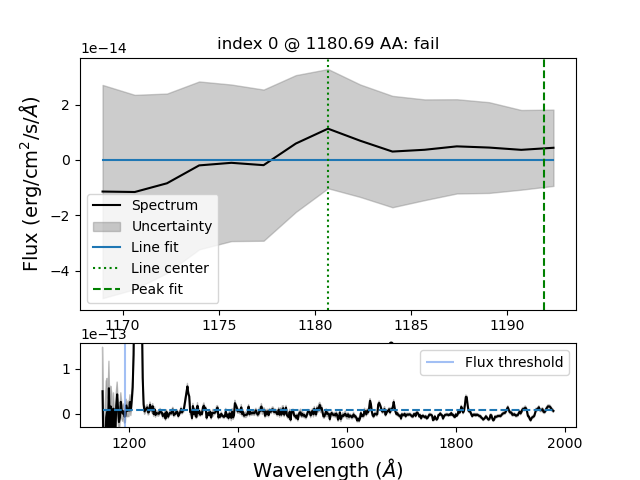 index 0 @ 1180.69 AA: fail
1e−14
2
0
−2
−4
Flux (erg/cm²/s/Å)
Spectrum
Uncertainty
Line fit
Line center
Peak fit
1170 1175 1180 1185 1190
1e−13
1
0
Flux threshold
1200 1400 1600 1800 2000
Wavelength (Å)